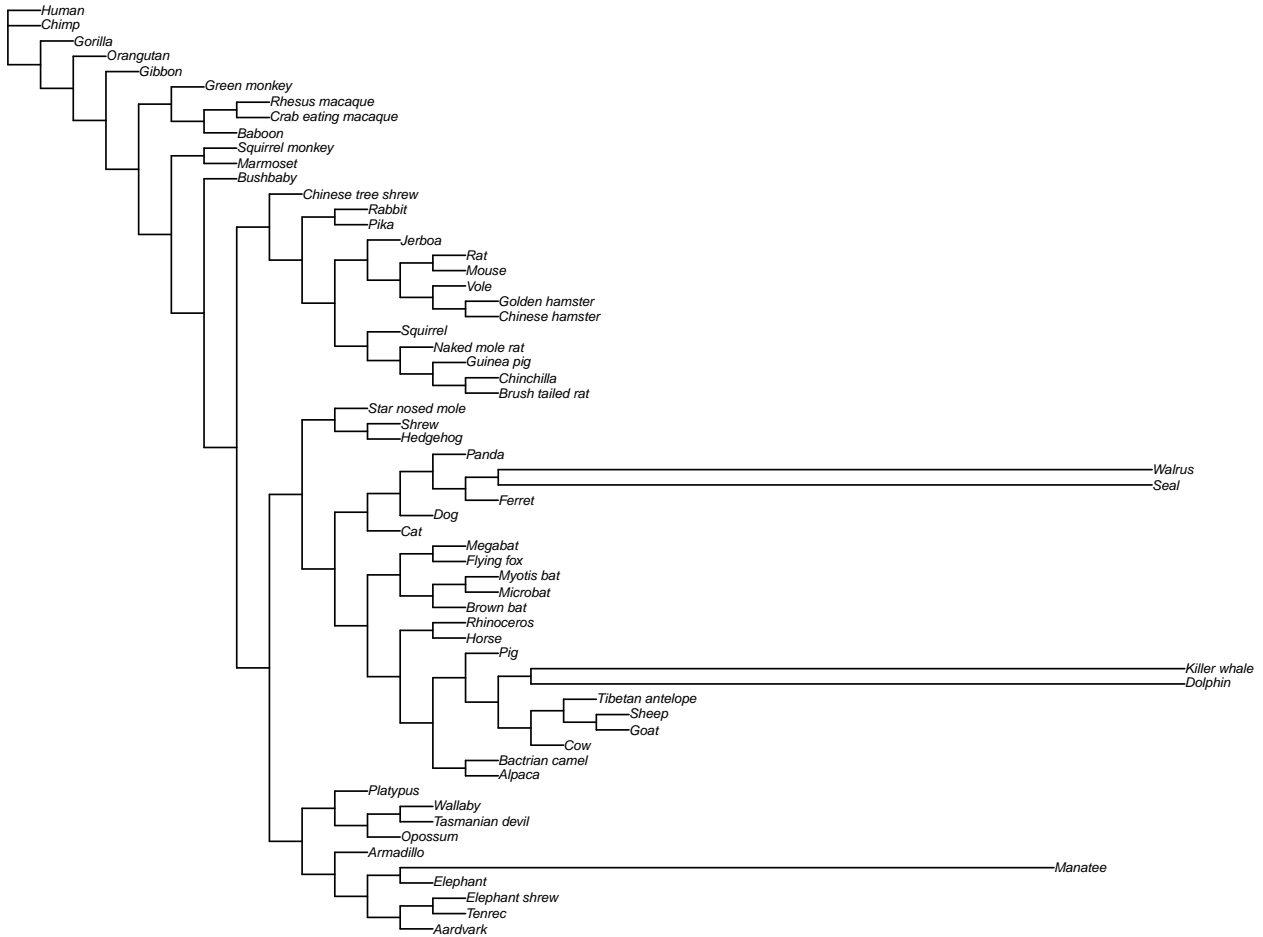 Human
Chimp
Gorilla
Orangutan
Gibbon
Green monkey
Rhesus macaque
Crab eating macaque
Baboon
Squirrel monkey
Marmoset
Bushbaby
Chinese tree shrew
Rabbit
Pika
Jerboa
Rat
Mouse
Vole
Golden hamster
Chinese hamster
Squirrel
Naked mole rat
Guinea pig
Chinchilla
Brush tailed rat
Star nosed mole
Shrew
Hedgehog
Panda
Walrus
Seal
Ferret
Dog
Cat
Megabat
Flying fox
Myotis bat
Microbat
Brown bat
Rhinoceros
Horse
Pig
Killer whale
Dolphin
Tibetan antelope
Sheep
Goat
Cow
Bactrian camel
Alpaca
Platypus
Wallaby
Tasmanian devil
Opossum
Armadillo
Manatee
Elephant
Elephant shrew
Tenrec
Aardvark